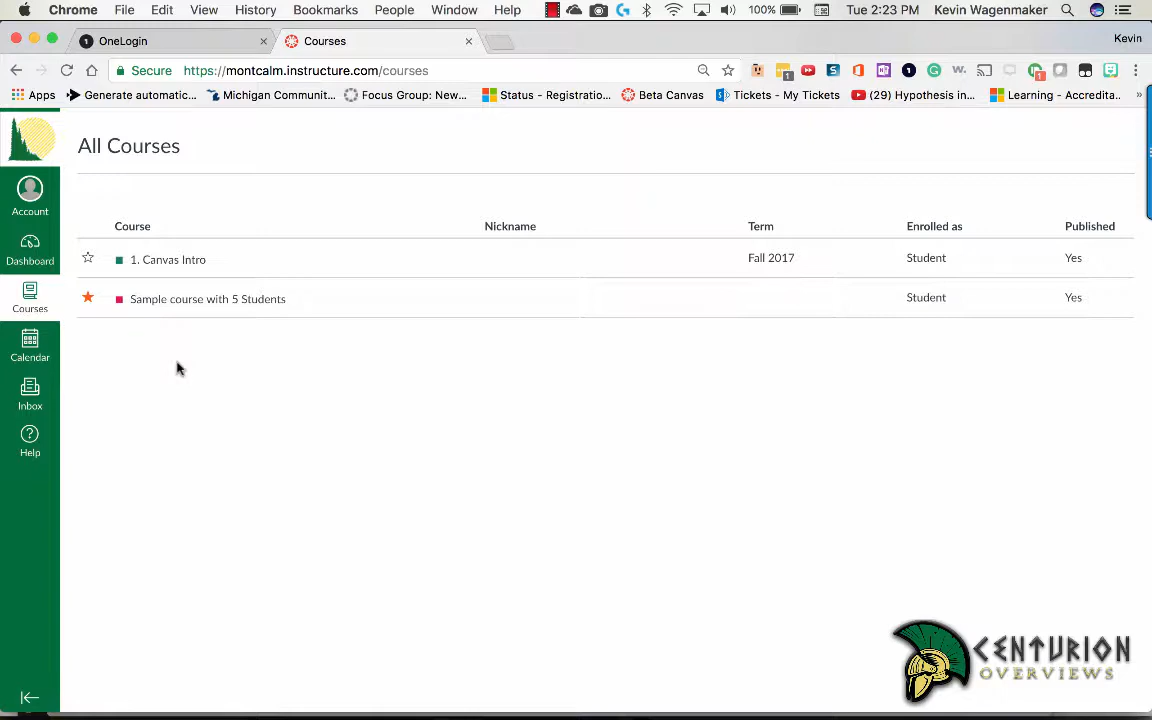 Chrome File Edit View History Bookmarks People Window Help 100% Tue 2:23 PM Kevin Wagenmaker
OneLogin Courses Kevin
Secure https://montcalm.instructure.com/courses
Apps Generate automatic... Michigan Communit... Focus Group: New... Status - Registratio... Beta Canvas Tickets - My Tickets (29) Hypothesis in... Learning - Accredita.. »
All Courses
Account
Course Nickname Term Enrolled as Published
Dashboard
1. Canvas Intro Fall 2017 Student Yes
Sample course with 5 Students Student Yes
Courses
Calendar
Inbox
Help
CENTURION
OVERVIEWS